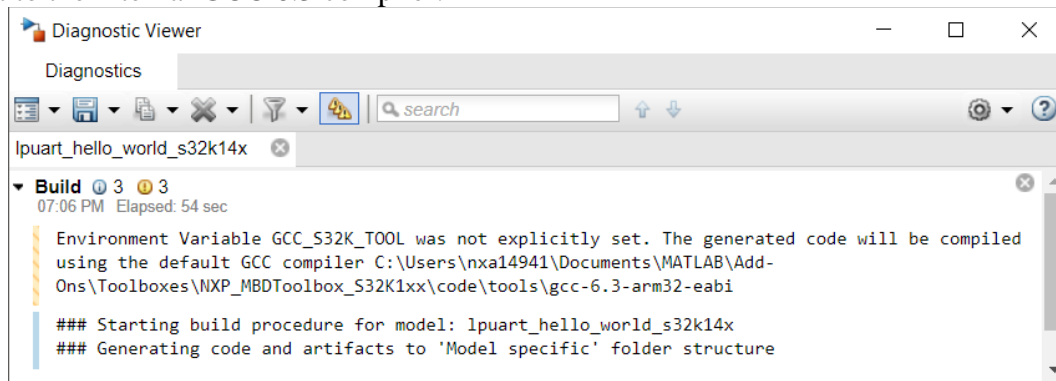 Diagnostic Viewer
Diagnostics
search
lpuart_hello_world_s32k14x
Build 3 3
07:06 PM Elapsed: 54 sec
Environment Variable GCC_S32K_TOOL was not explicitly set. The generated code will be compiled
using the default GCC compiler C:\Users\nxa14941\Documents\MATLAB\Add-
Ons\Toolboxes\NXP_MBDToolbox_S32K1xx\code\tools\gcc-6.3-arm32-eabi
### Starting build procedure for model: lpuart_hello_world_s32k14x
### Generating code and artifacts to 'Model specific' folder structure